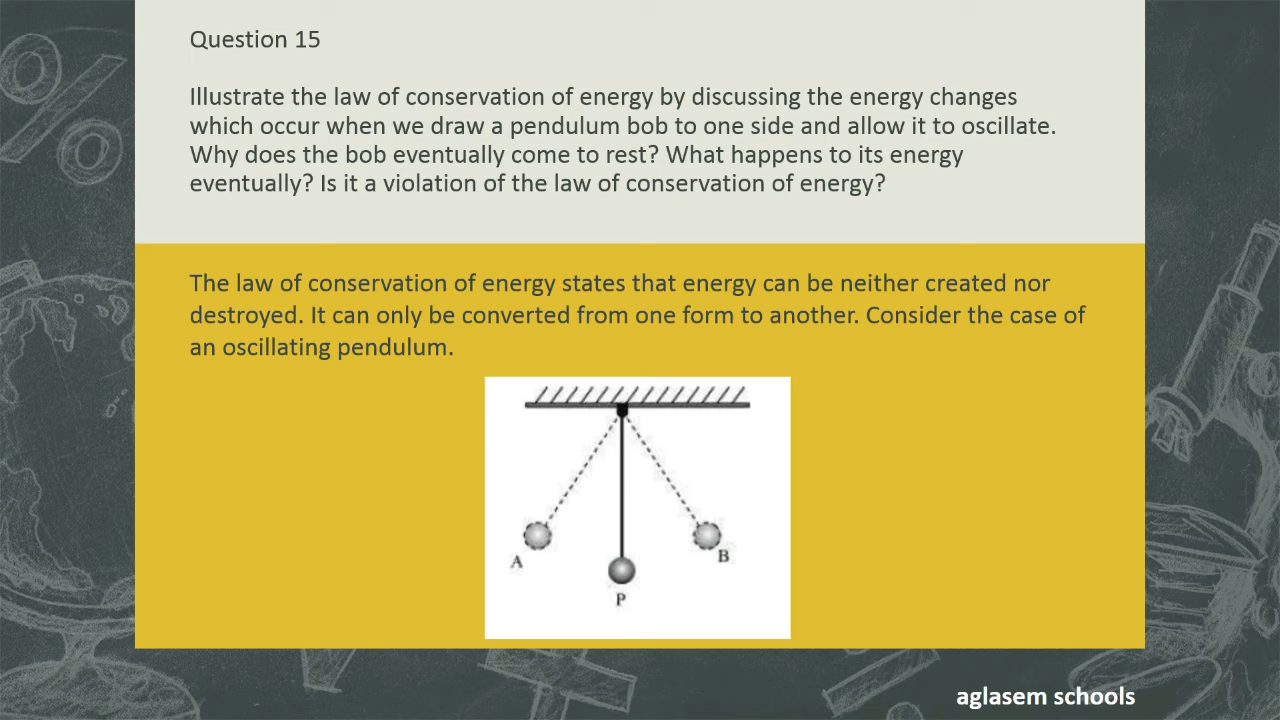 Question 15
Illustrate the law of conservation of energy by discussing the energy changes
which occur when we draw a pendulum bob to one side and allow it to oscillate.
Why does the bob eventually come to rest? What happens to its energy
eventually? Is it a violation of the law of conservation of energy?
The law of conservation of energy states that energy can be neither created nor
destroyed. It can only be converted from one form to another. Consider the case of
an oscillating pendulum.
A
B
P
aglasem schools